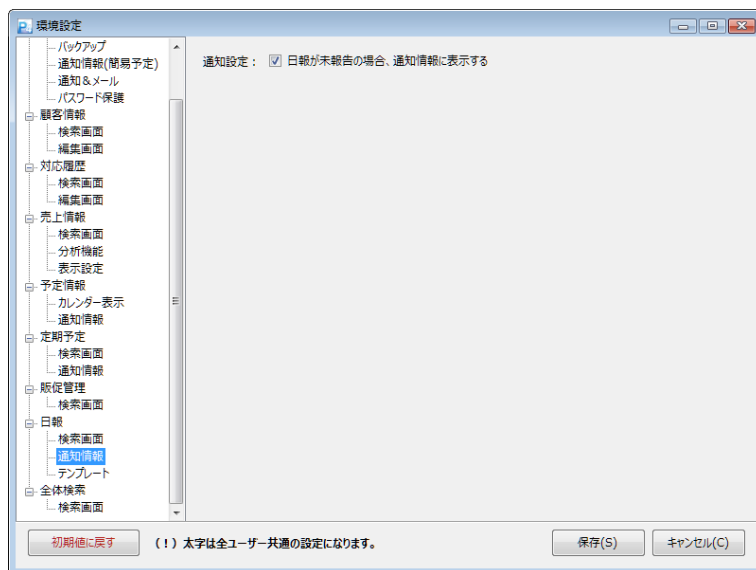 環境設定
バックアップ
通知情報(簡易予定)
通知＆メール
パスワード保護
顧客情報
検索画面
編集画面
対応履歴
検索画面
編集画面
売上情報
検索画面
分析機能
表示設定
予定情報
カレンダー表示
通知情報
定期予定
検索画面
通知情報
販促管理
検索画面
日報
検索画面
通知情報
テンプレート
全体検索
検索画面
通知設定： 日報が未報告の場合、通知情報に表示する
初期値に戻す (！) 太字は全ユーザー共通の設定になります。 保存(S) キャンセル(C)